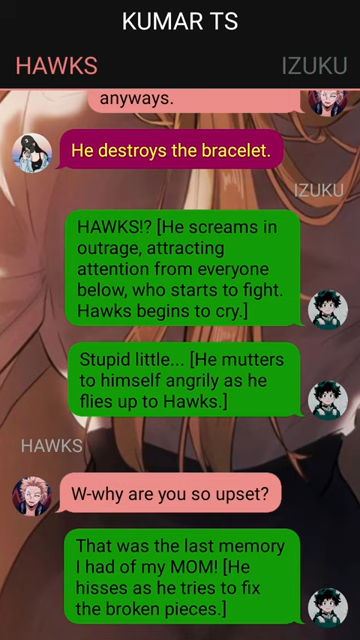 KUMAR TS
HAWKS
IZUKU
anyways.
He destroys the bracelet.
IZUKU
HAWKS!? [He screams in
outrage, attracting
attention from everyone
below, who starts to fight.
Hawks begins to cry.]
Stupid little... [He mutters
to himself angrily as he
flies up to Hawks.]
HAWKS
W-why are you so upset?
That was the last memory
I had of my MOM! [He
hisses as he tries to fix
the broken pieces.]